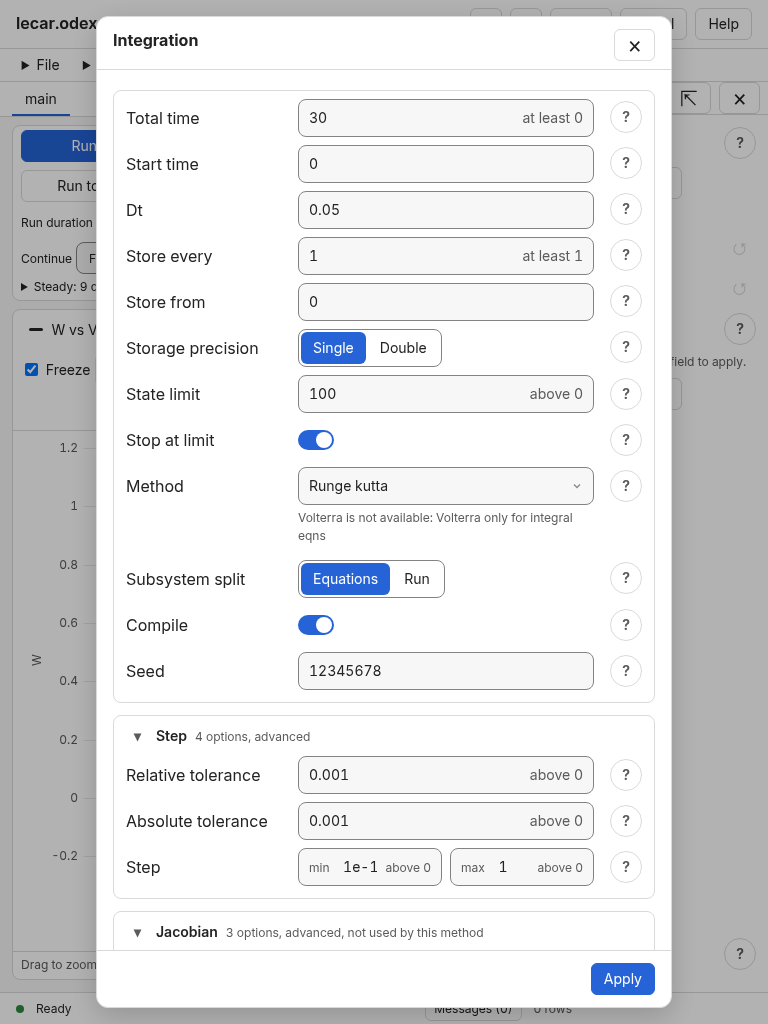 lecar.odex
Help
Integration
×
File
main
×
Total time 30 at least 0 ?
Start time 0 ?
Run
?
Dt 0.05 ?
Run to
Run duration
Store every 1 at least 1 ?
Continue F
Steady: 9 c
Store from 0 ?
W vs V
?
Storage precision Single Double ?
field to apply.
Freeze
State limit 100 above 0 ?
Stop at limit ?
1.2
Method Runge kutta ?
1
Volterra is not available: Volterra only for integral
eqns
0.8
Subsystem split Equations Run ?
0.6
Compile ?
W
Seed 12345678 ?
0.4
0.2
Step 4 options, advanced
Relative tolerance 0.001 above 0 ?
0
Absolute tolerance 0.001 above 0 ?
-0.2
Step min 1e-1 above 0 max 1 above 0 ?
Jacobian 3 options, advanced, not used by this method
Drag to zoom
?
Apply
Ready
Messages (0) 0 rows